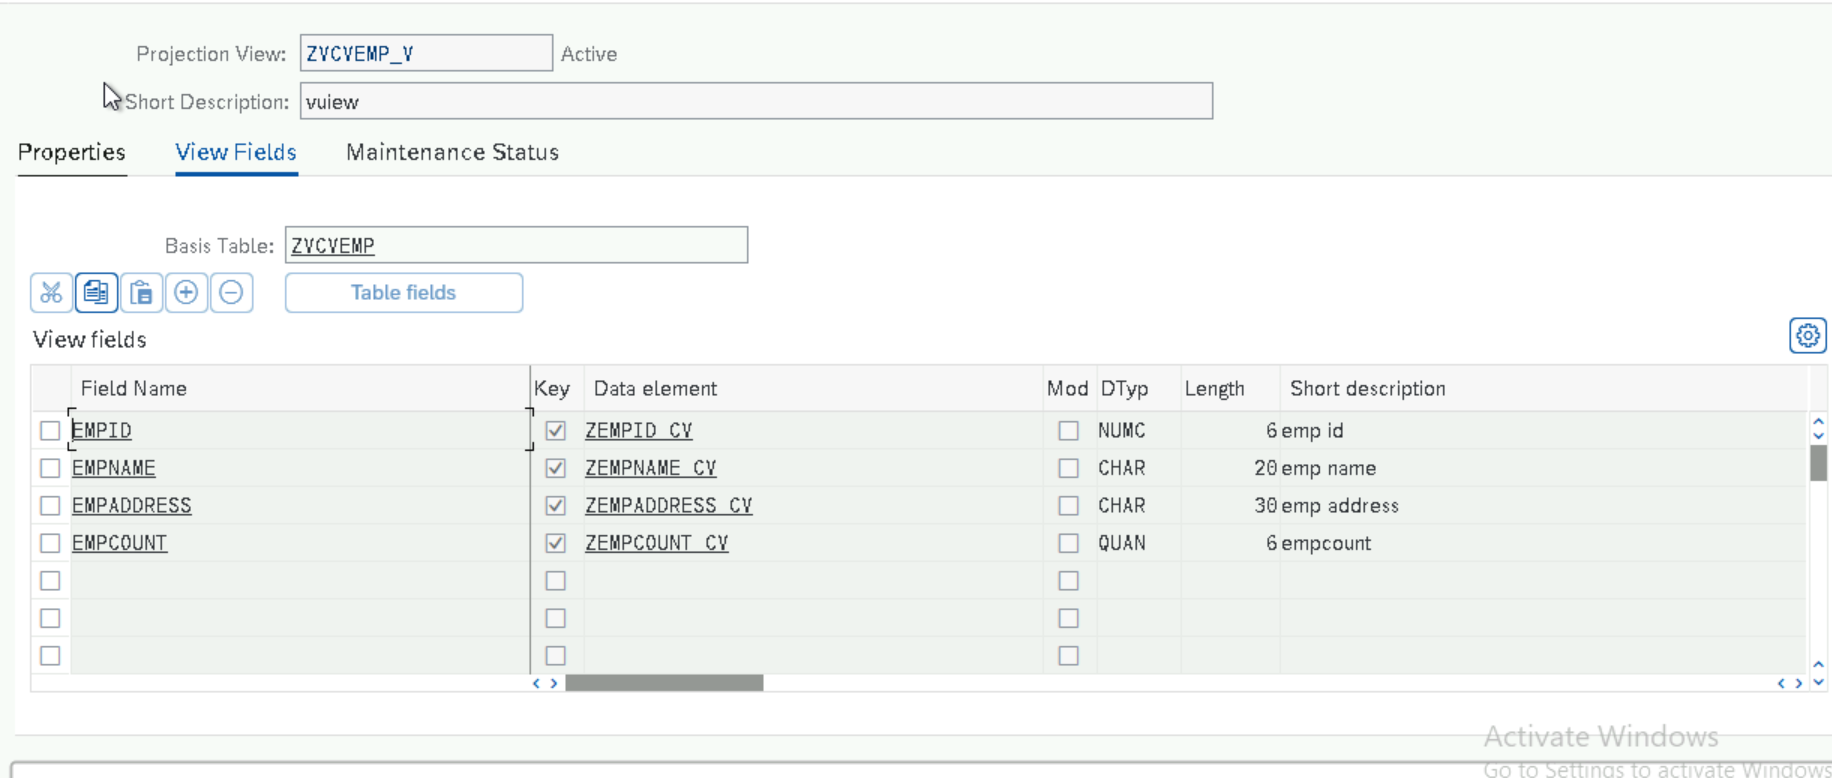 Projection View: ZVCVEMP_V Active
Short Description: vuiew
Properties View Fields Maintenance Status
Basis Table: ZVCVEMP
Table fields
View fields
Field Name Key Data element Mod DTyp Length Short description
EMPID ZEMPID_CV NUMC 6 emp id
EMPNAME ZEMPNAME_CV CHAR 20 emp name
EMPADDRESS ZEMPADDRESS_CV CHAR 30 emp address
EMPCOUNT ZEMPCOUNT_CV QUAN 6 empcount
Activate Windows
Go to Settings to activate Windows